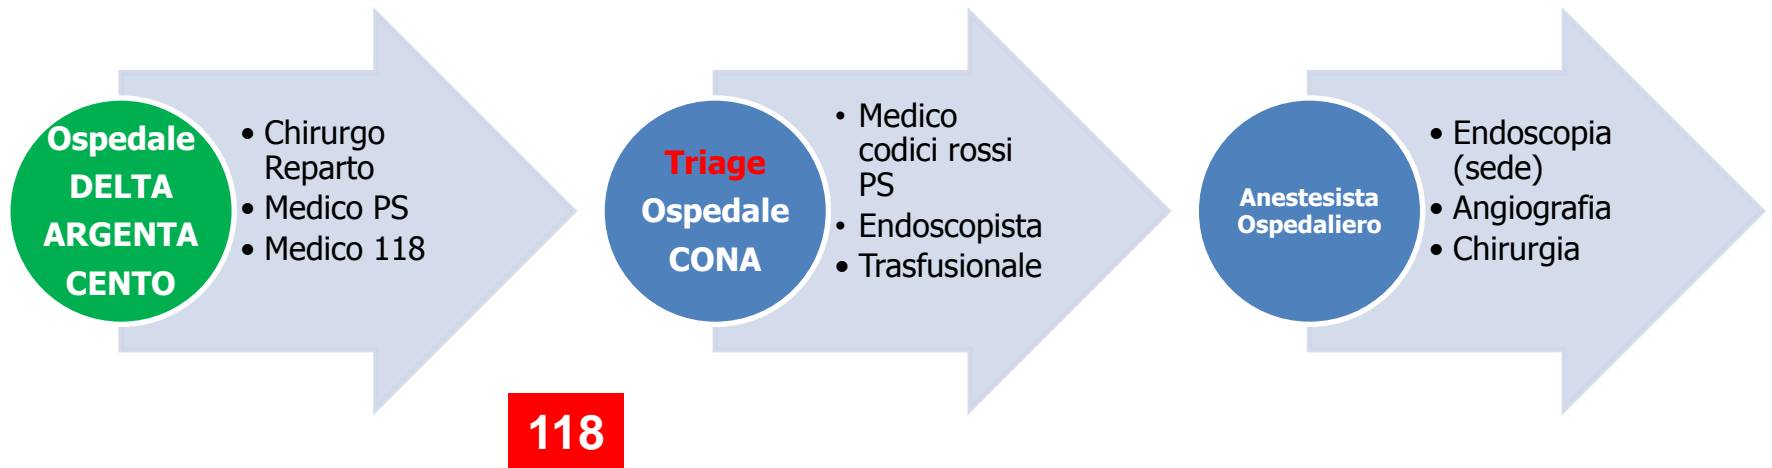 Ospedale
DELTA
ARGENTA
CENTO
• Chirurgo
Reparto
• Medico PS
• Medico 118
Triage
Ospedale
CONA
• Medico
codici rossi
PS
• Endoscopista
• Trasfusionale
Anestesista
Ospedaliero
• Endoscopia
(sede)
• Angiografia
• Chirurgia
118